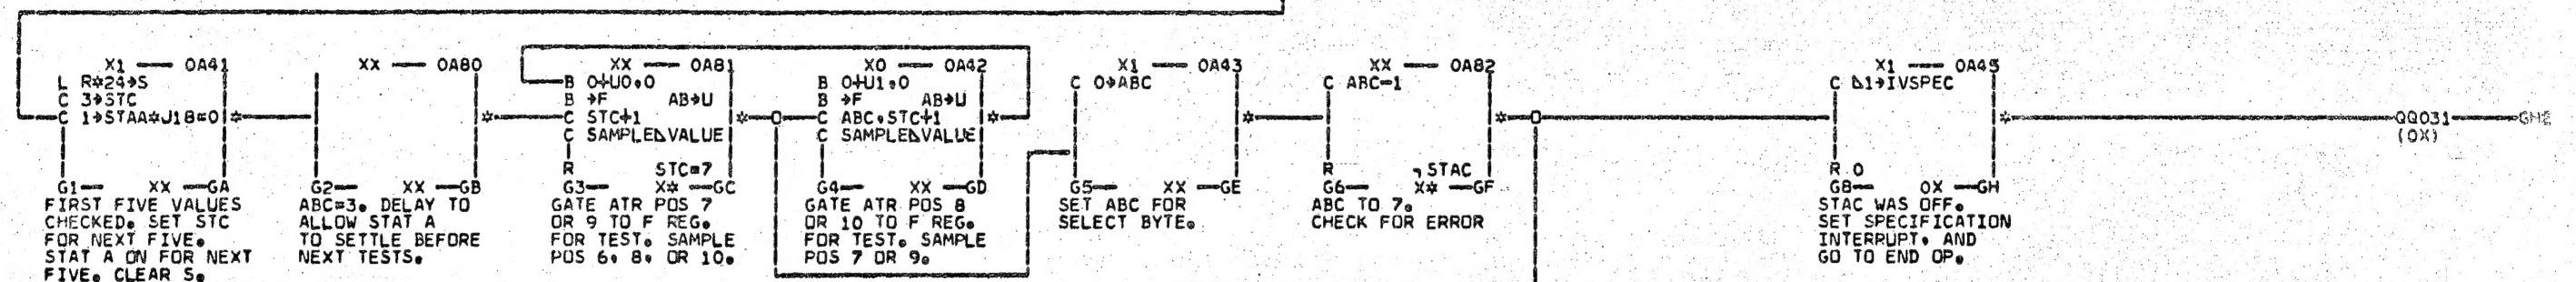 X1 — 0A41
L R*24→S
C 3→STC
C 1→STAA*J18=0
*
G1— XX —GA
FIRST FIVE VALUES
CHECKED. SET STC
FOR NEXT FIVE.
STAT A ON FOR NEXT
FIVE. CLEAR S.
XX — 0A80
*
G2— XX —GB
ABC=3. DELAY TO
ALLOW STAT A
TO SETTLE BEFORE
NEXT TESTS.
XX — 0A81
B 0+U0,0
B →F AB→U
C STC+1
C SAMPLE∆VALUE
*
R STC=7
G3— X* —GC
GATE ATR POS 7
OR 9 TO F REG.
FOR TEST. SAMPLE
POS 6, 8, OR 10.
X0 — 0A42
B 0+U1,0
B →F AB→U
C ABC,STC+1
C SAMPLE∆VALUE
*
G4— XX —GD
GATE ATR POS 8
OR 10 TO F REG.
FOR TEST. SAMPLE
POS 7 OR 9.
X1 — 0A43
C 0→ABC
*
G5— XX —GE
SET ABC FOR
SELECT BYTE.
XX — 0A82
C ABC-1
*
R ¬STAC
G6— X* —GF
ABC TO 7.
CHECK FOR ERROR
X1 — 0A45
C ∆1→IVSPEC
*
R 0
G8— 0X —GH
STAC WAS OFF.
SET SPECIFICATION
INTERRUPT, AND
GO TO END OP.
QQ031 —GH2
(0X)